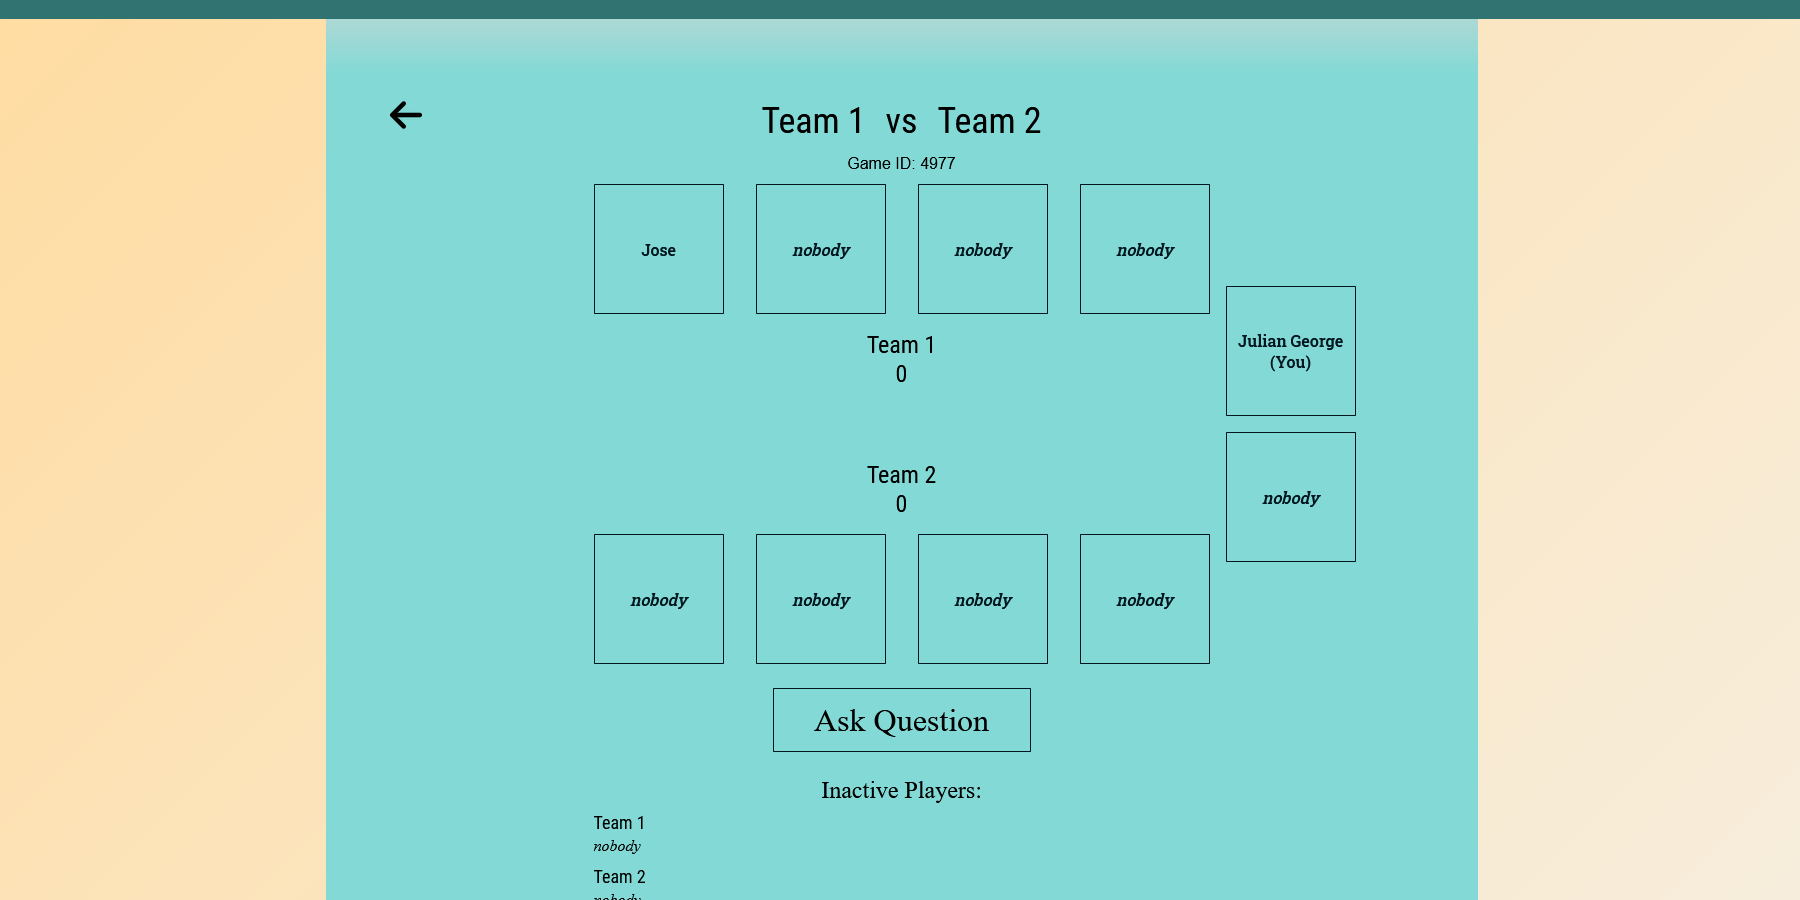 Team 1 vs Team 2
Game ID: 4977
Jose
nobody
nobody
nobody
Julian George
(You)
Team 1
0
Team 2
0
nobody
nobody
nobody
nobody
nobody
Ask Question
Inactive Players:
Team 1
nobody
Team 2
nobody